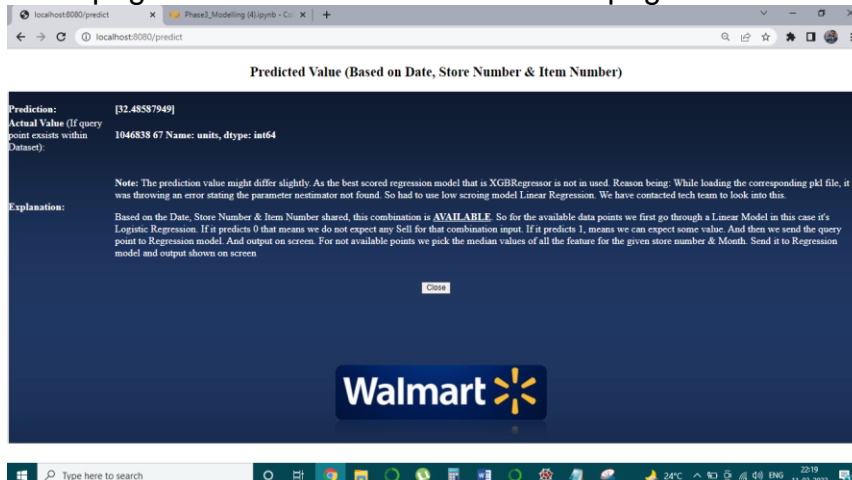 localhost:8080/predict
Phase3_Modelling (4).ipynb - Co
localhost:8080/predict
Predicted Value (Based on Date, Store Number & Item Number)
Prediction: [32.48587949]
Actual Value (If query
point exsists within
Dataset):
1046838 67 Name: units, dtype: int64
Explanation:
Note: The prediction value might differ slightly. As the best scored regression model that is XGBRegressor is not in used. Reason being: While loading the corresponding pkl file, it
was throwing an error stating the parameter nestimator not found. So had to use low scroing model Linear Regression. We have contacted tech team to look into this.
Based on the Date, Store Number & Item Number shared, this combination is AVAILABLE. So for the available data points we first go through a Linear Model in this case it's
Logistic Regression. If it predicts 0 that means we do not expect any Sell for that combination input. If it predicts 1, means we can expect some value. And then we send the query
point to Regression model. And output on screen. For not available points we pick the median values of all the feature for the given store number & Month. Send it to Regression
model and output shown on screen
Close
Walmart
Type here to search
24°C
ENG
22:19